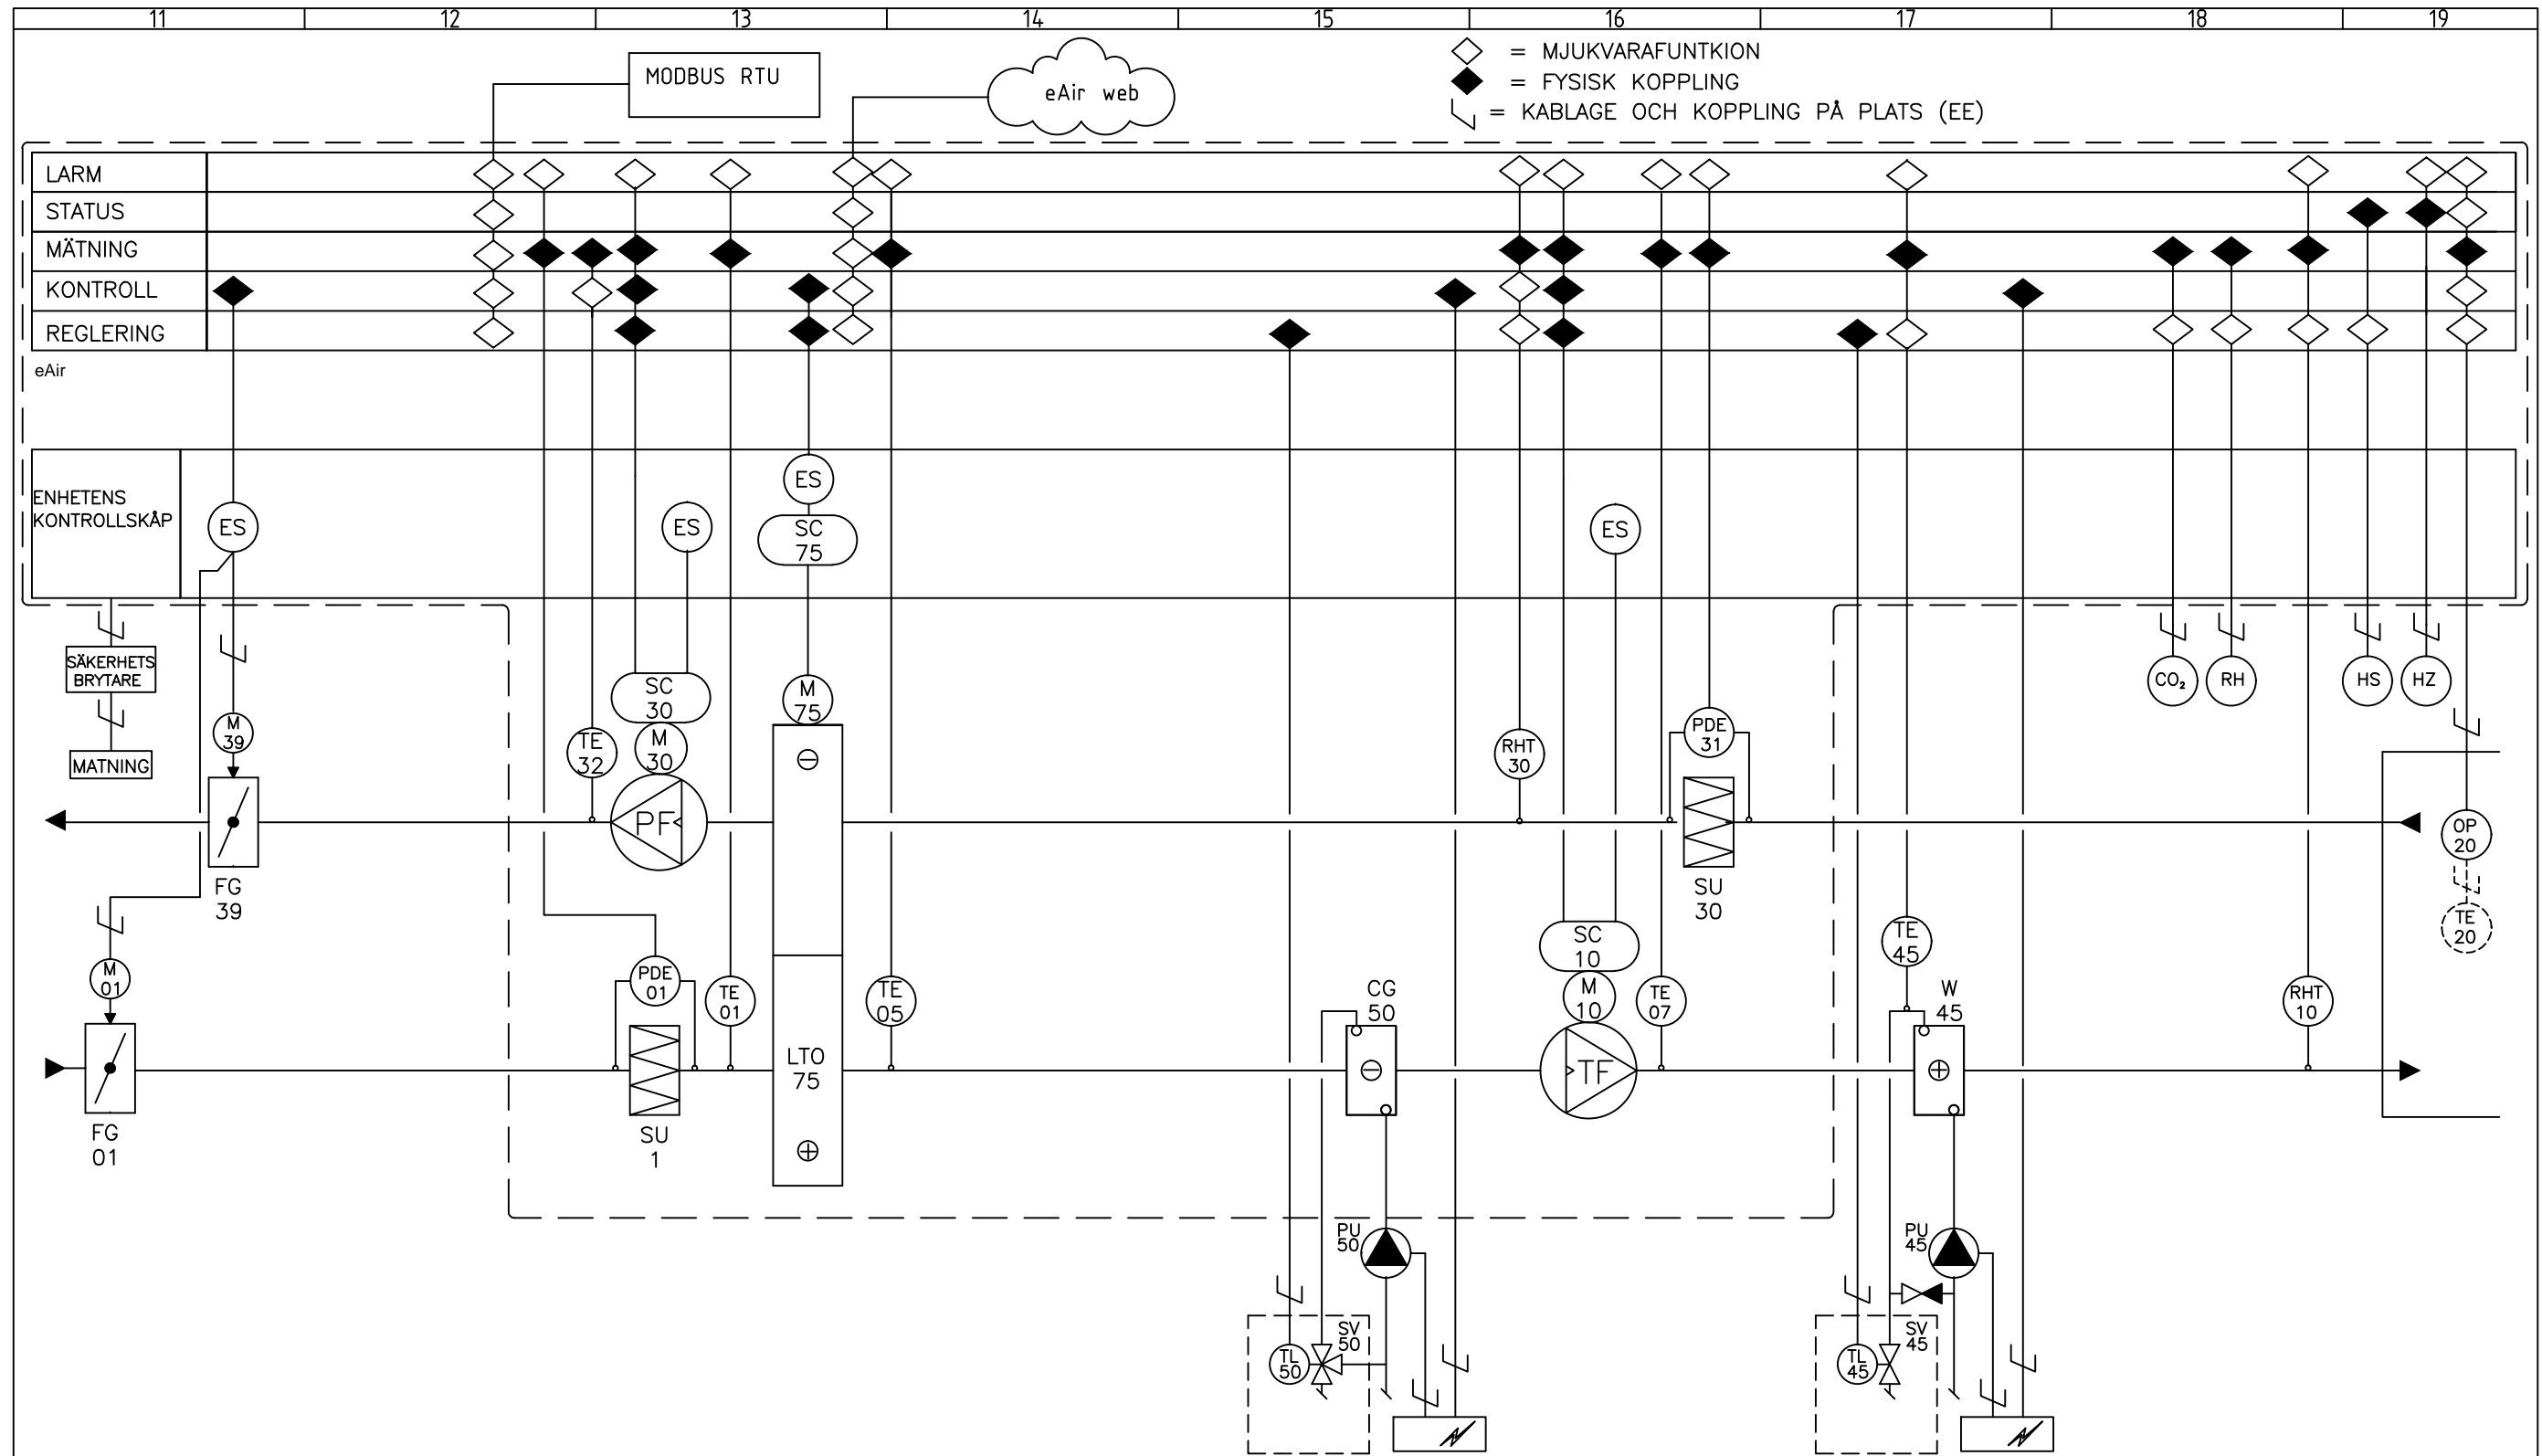 11 12 13 14 15 16 17 18 19
MODBUS RTU
eAir web
= MJUKVARAFUNTKION
= FYSISK KOPPLING
= KABLAGE OCH KOPPLING PÅ PLATS (EE)
LARM
STATUS
MÄTNING
KONTROLL
REGLERING
eAir
ENHETENS
KONTROLLSKÅP
ES
ES
ES
SC
75
ES
SÄKERHETS
BRYTARE
MATNING
M
39
TE
32
SC
30
M
30
M
75
RHT
30
PDE
31
CO₂
RH
HS
HZ
PF
FG
39
SU
30
OP
20
TE
20
M
01
PDE
01
TE
01
TE
05
CG
50
SC
10
M
10
TE
07
TE
45
W
45
RHT
10
LTO
75
TF
FG
01
SU
1
PU
50
PU
45
SV
50
TL
50
SV
45
TL
45